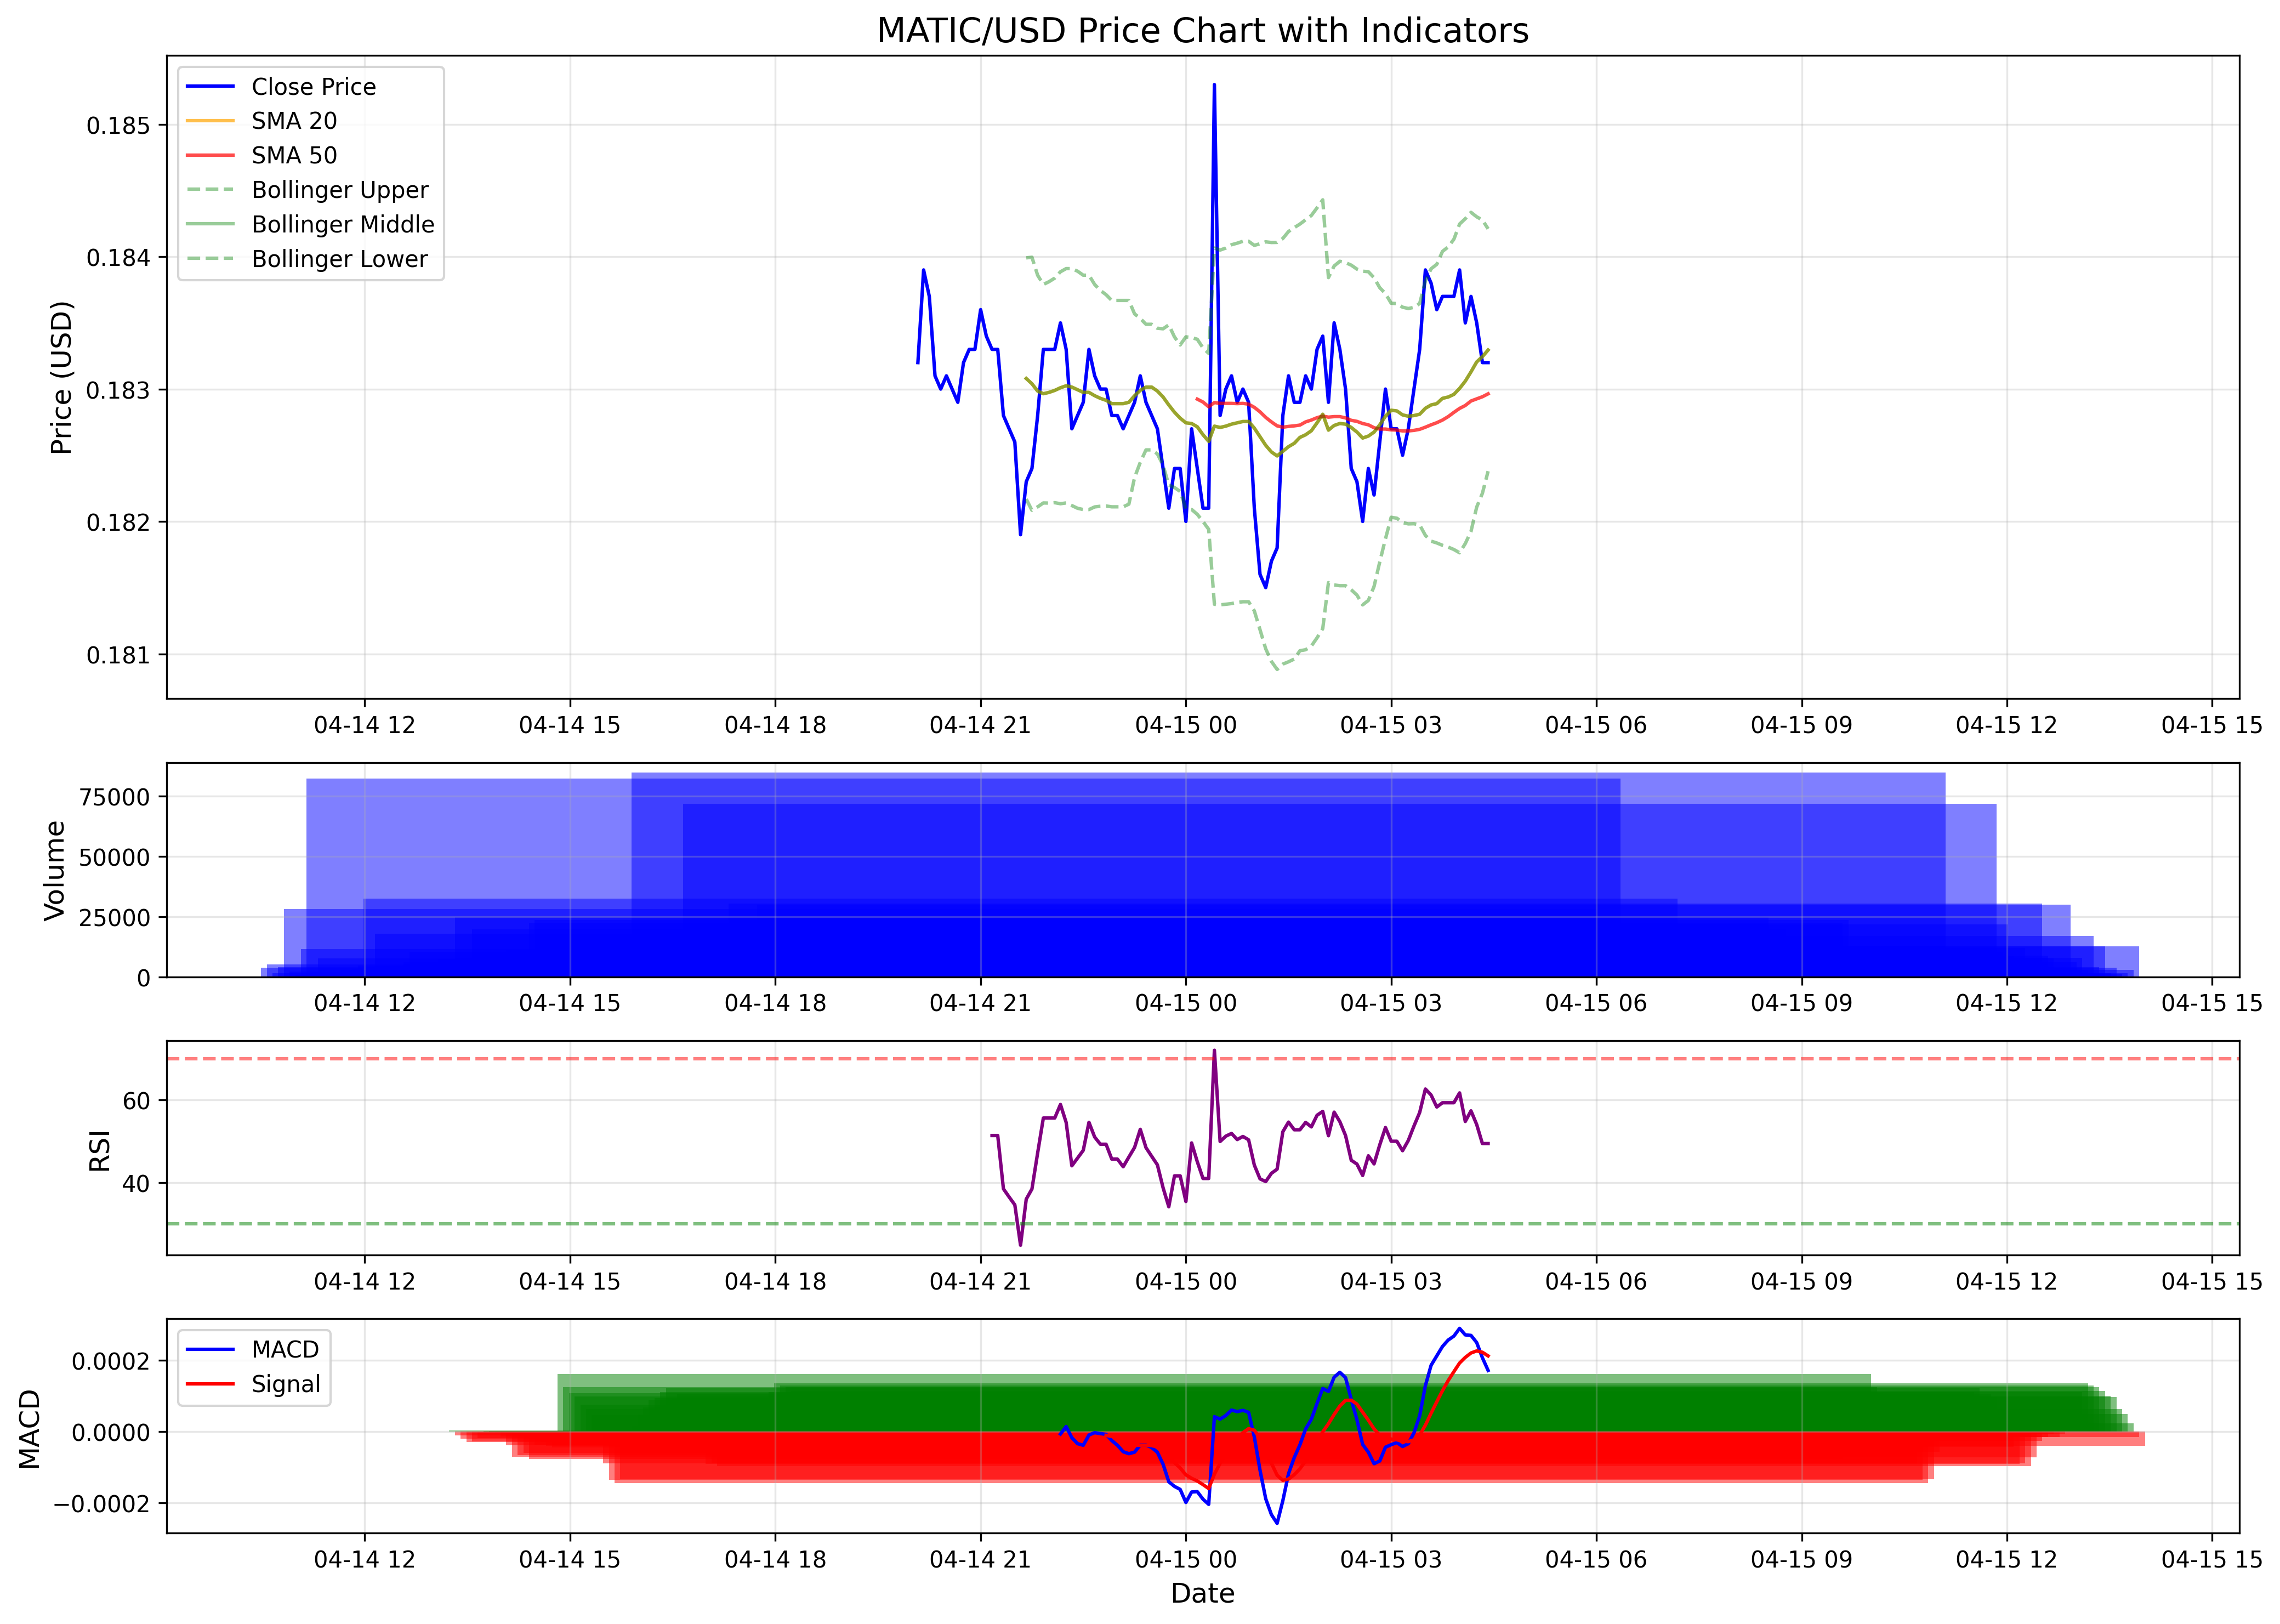 MATIC/USD Price Chart with Indicators
Close Price
SMA 20
SMA 50
Bollinger Upper
Bollinger Middle
Bollinger Lower
Price (USD)
0.185
0.184
0.183
0.182
0.181
04-14 12 04-14 15 04-14 18 04-14 21 04-15 00 04-15 03 04-15 06 04-15 09 04-15 12 04-15 15
Volume
75000
50000
25000
0
04-14 12 04-14 15 04-14 18 04-14 21 04-15 00 04-15 03 04-15 06 04-15 09 04-15 12 04-15 15
RSI
60
40
04-14 12 04-14 15 04-14 18 04-14 21 04-15 00 04-15 03 04-15 06 04-15 09 04-15 12 04-15 15
MACD
Signal
MACD
0.0002
0.0000
−0.0002
04-14 12 04-14 15 04-14 18 04-14 21 04-15 00 04-15 03 04-15 06 04-15 09 04-15 12 04-15 15
Date